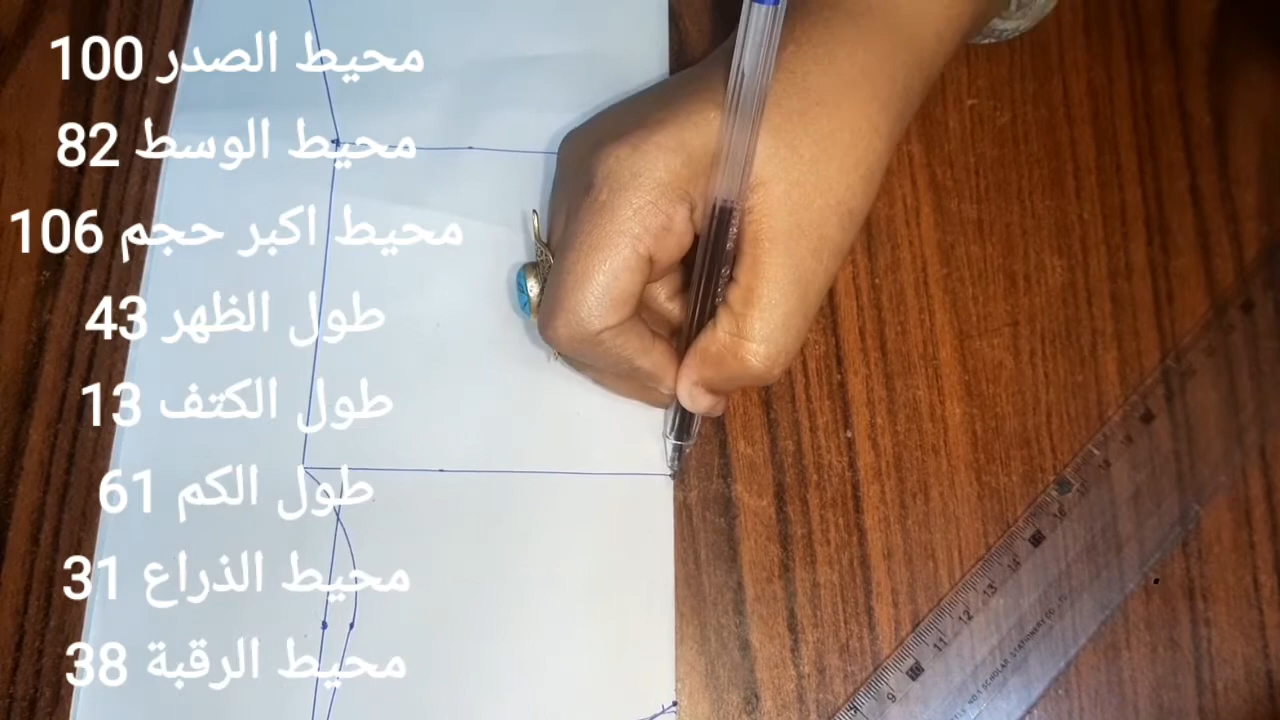 محيط الصدر 100
محيط الوسط 82
محيط اكبر حجم 106
طول الظهر 43
طول الكتف 13
طول الكم 61
محيط الذراع 31
محيط الرقبة 38